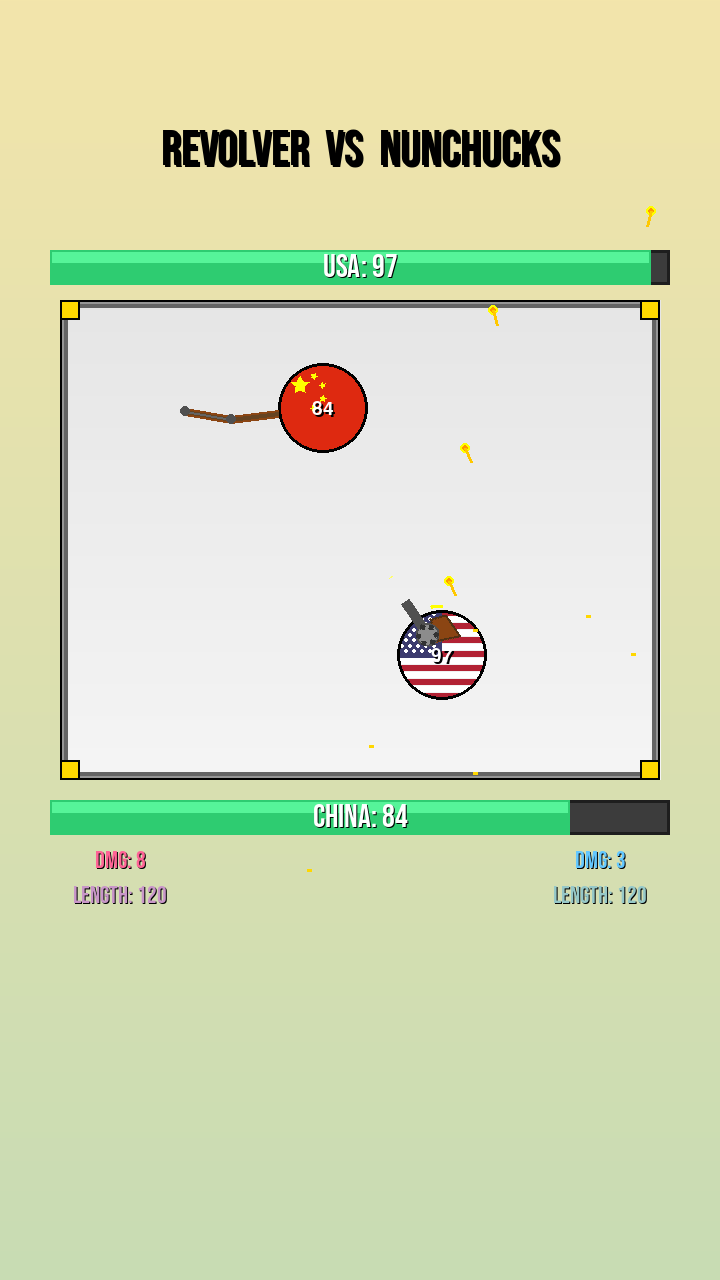 REVOLVER VS NUNCHUCKS
USA: 97
84
97
CHINA: 84
DMG: 8
DMG: 3
LENGTH: 120
LENGTH: 120